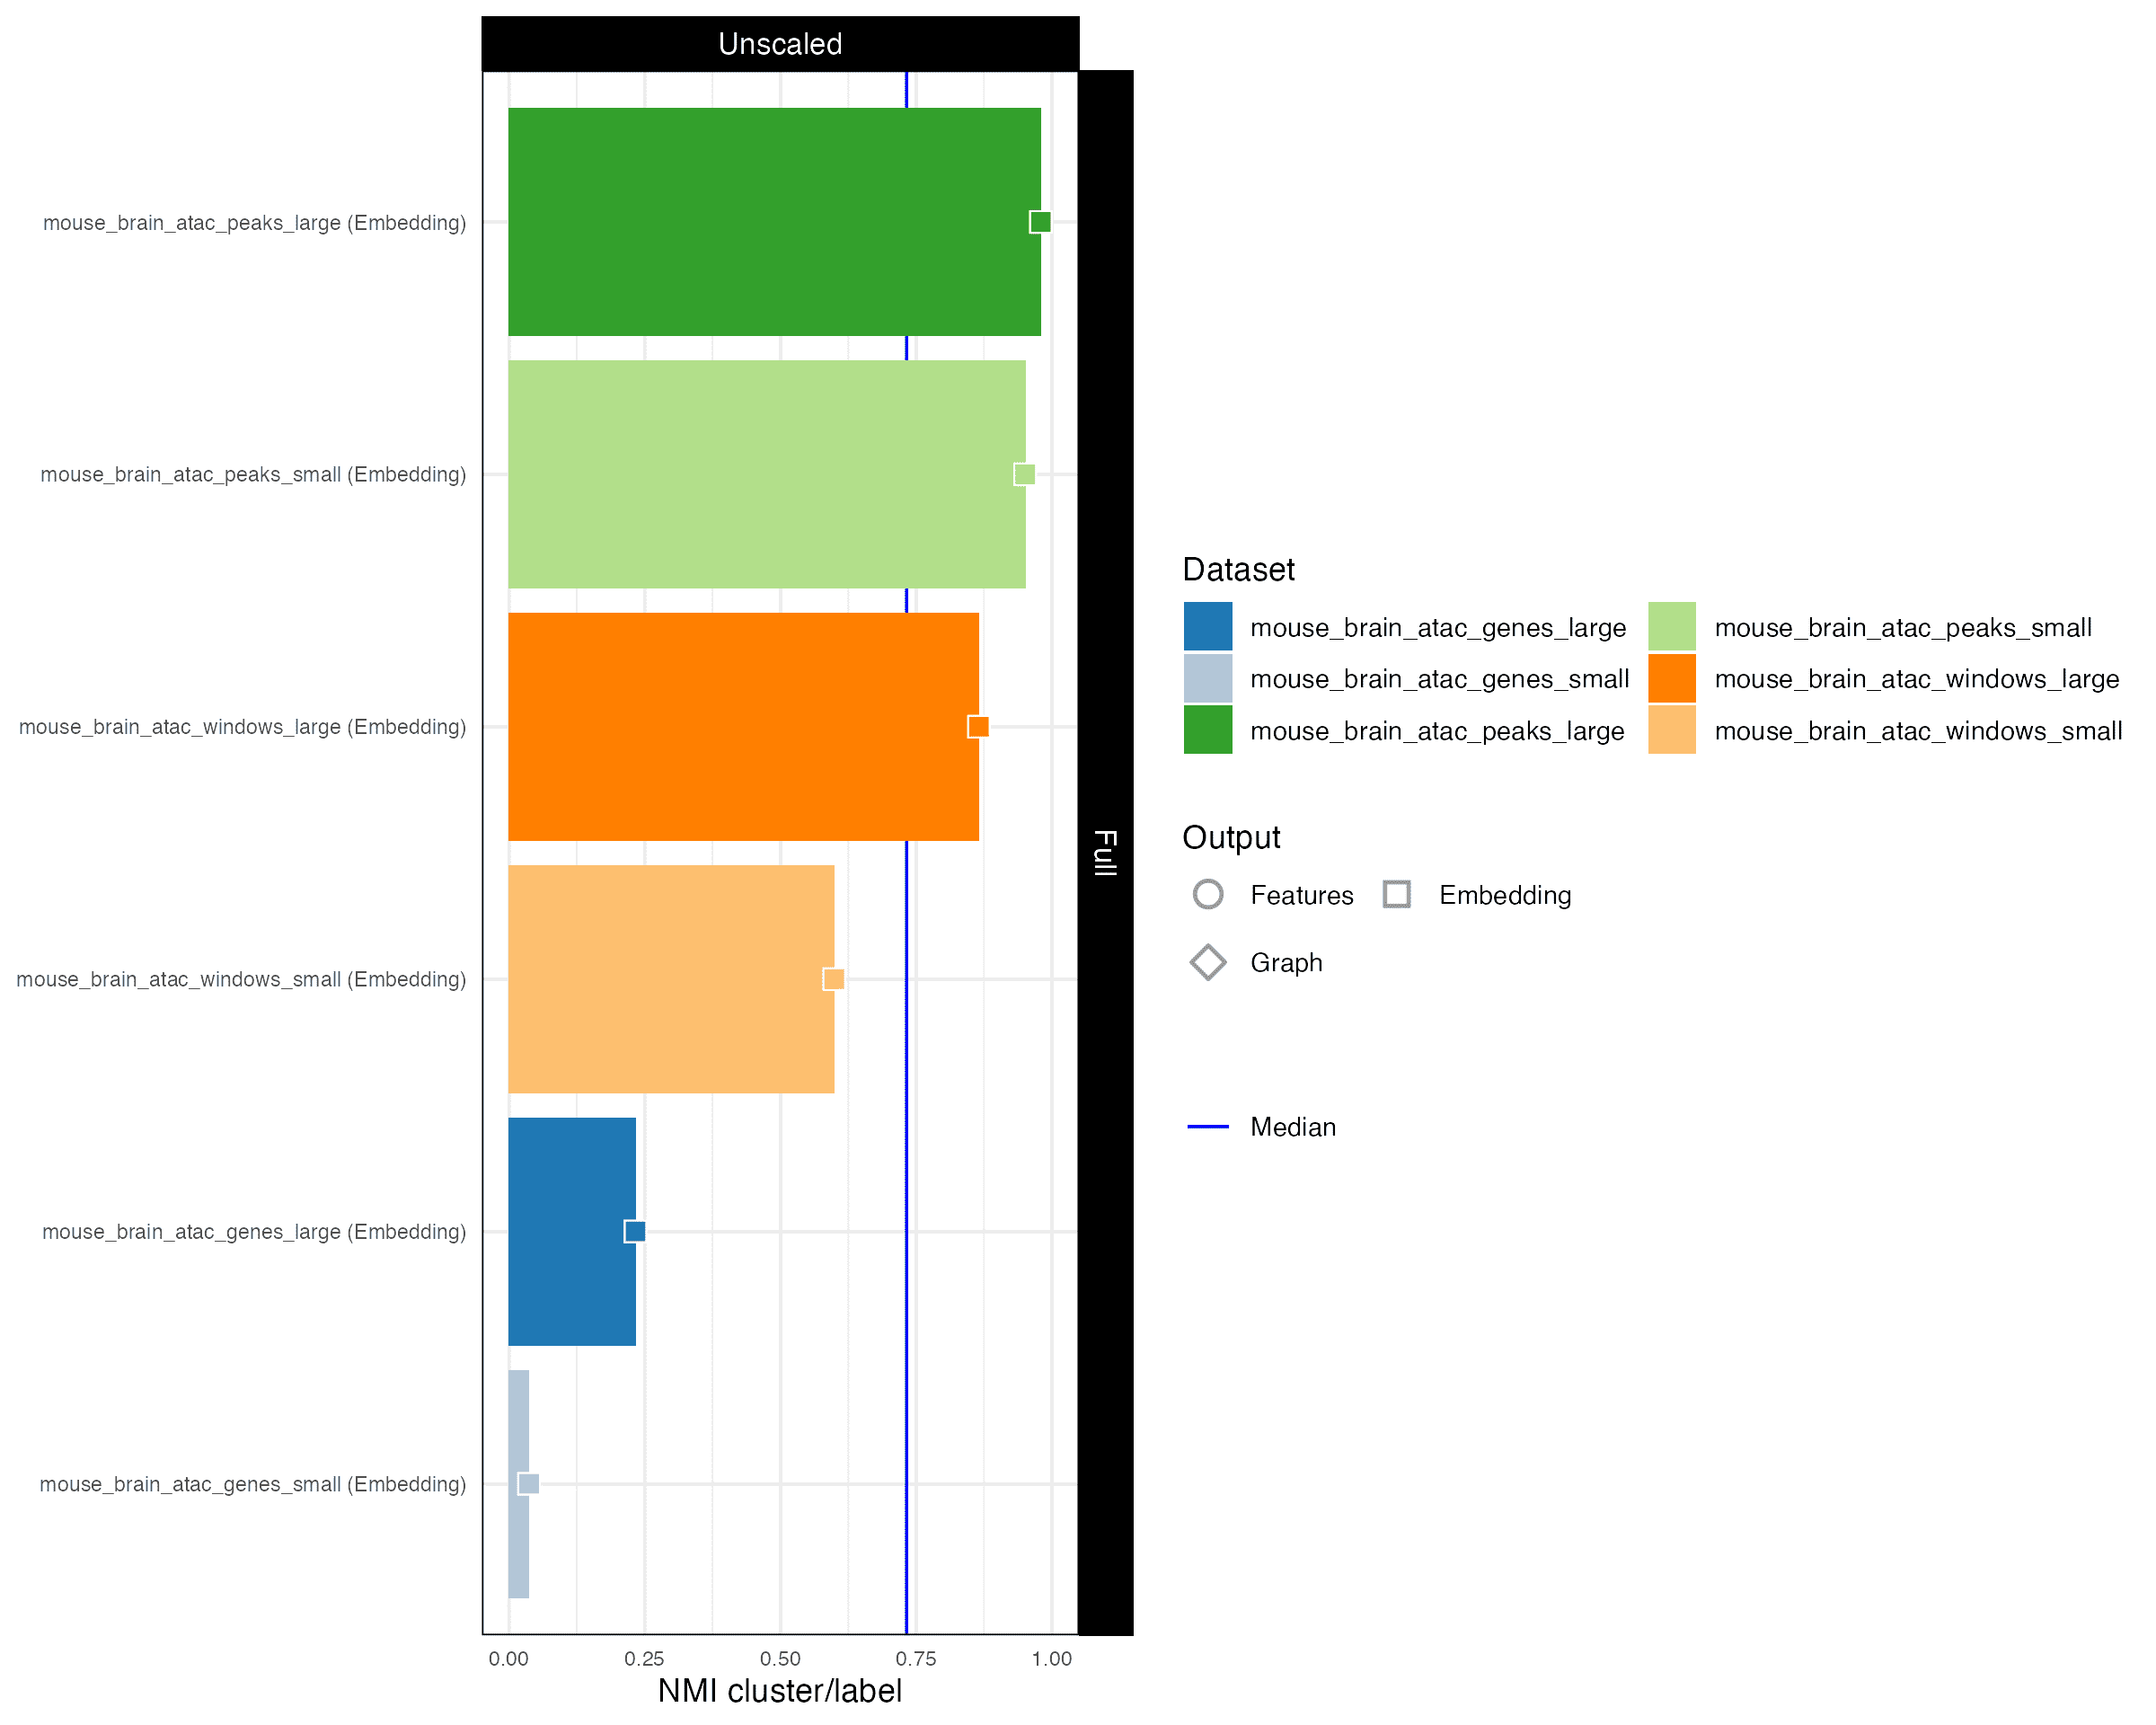 Unscaled
mouse_brain_atac_peaks_large (Embedding)
mouse_brain_atac_peaks_small (Embedding)
mouse_brain_atac_windows_large (Embedding)
mouse_brain_atac_windows_small (Embedding)
mouse_brain_atac_genes_large (Embedding)
mouse_brain_atac_genes_small (Embedding)
0.00 0.25 0.50 0.75 1.00
NMI cluster/label
Full
Dataset
mouse_brain_atac_genes_large mouse_brain_atac_peaks_small
mouse_brain_atac_genes_small mouse_brain_atac_windows_large
mouse_brain_atac_peaks_large mouse_brain_atac_windows_small
Output
Features Embedding
Graph
Median